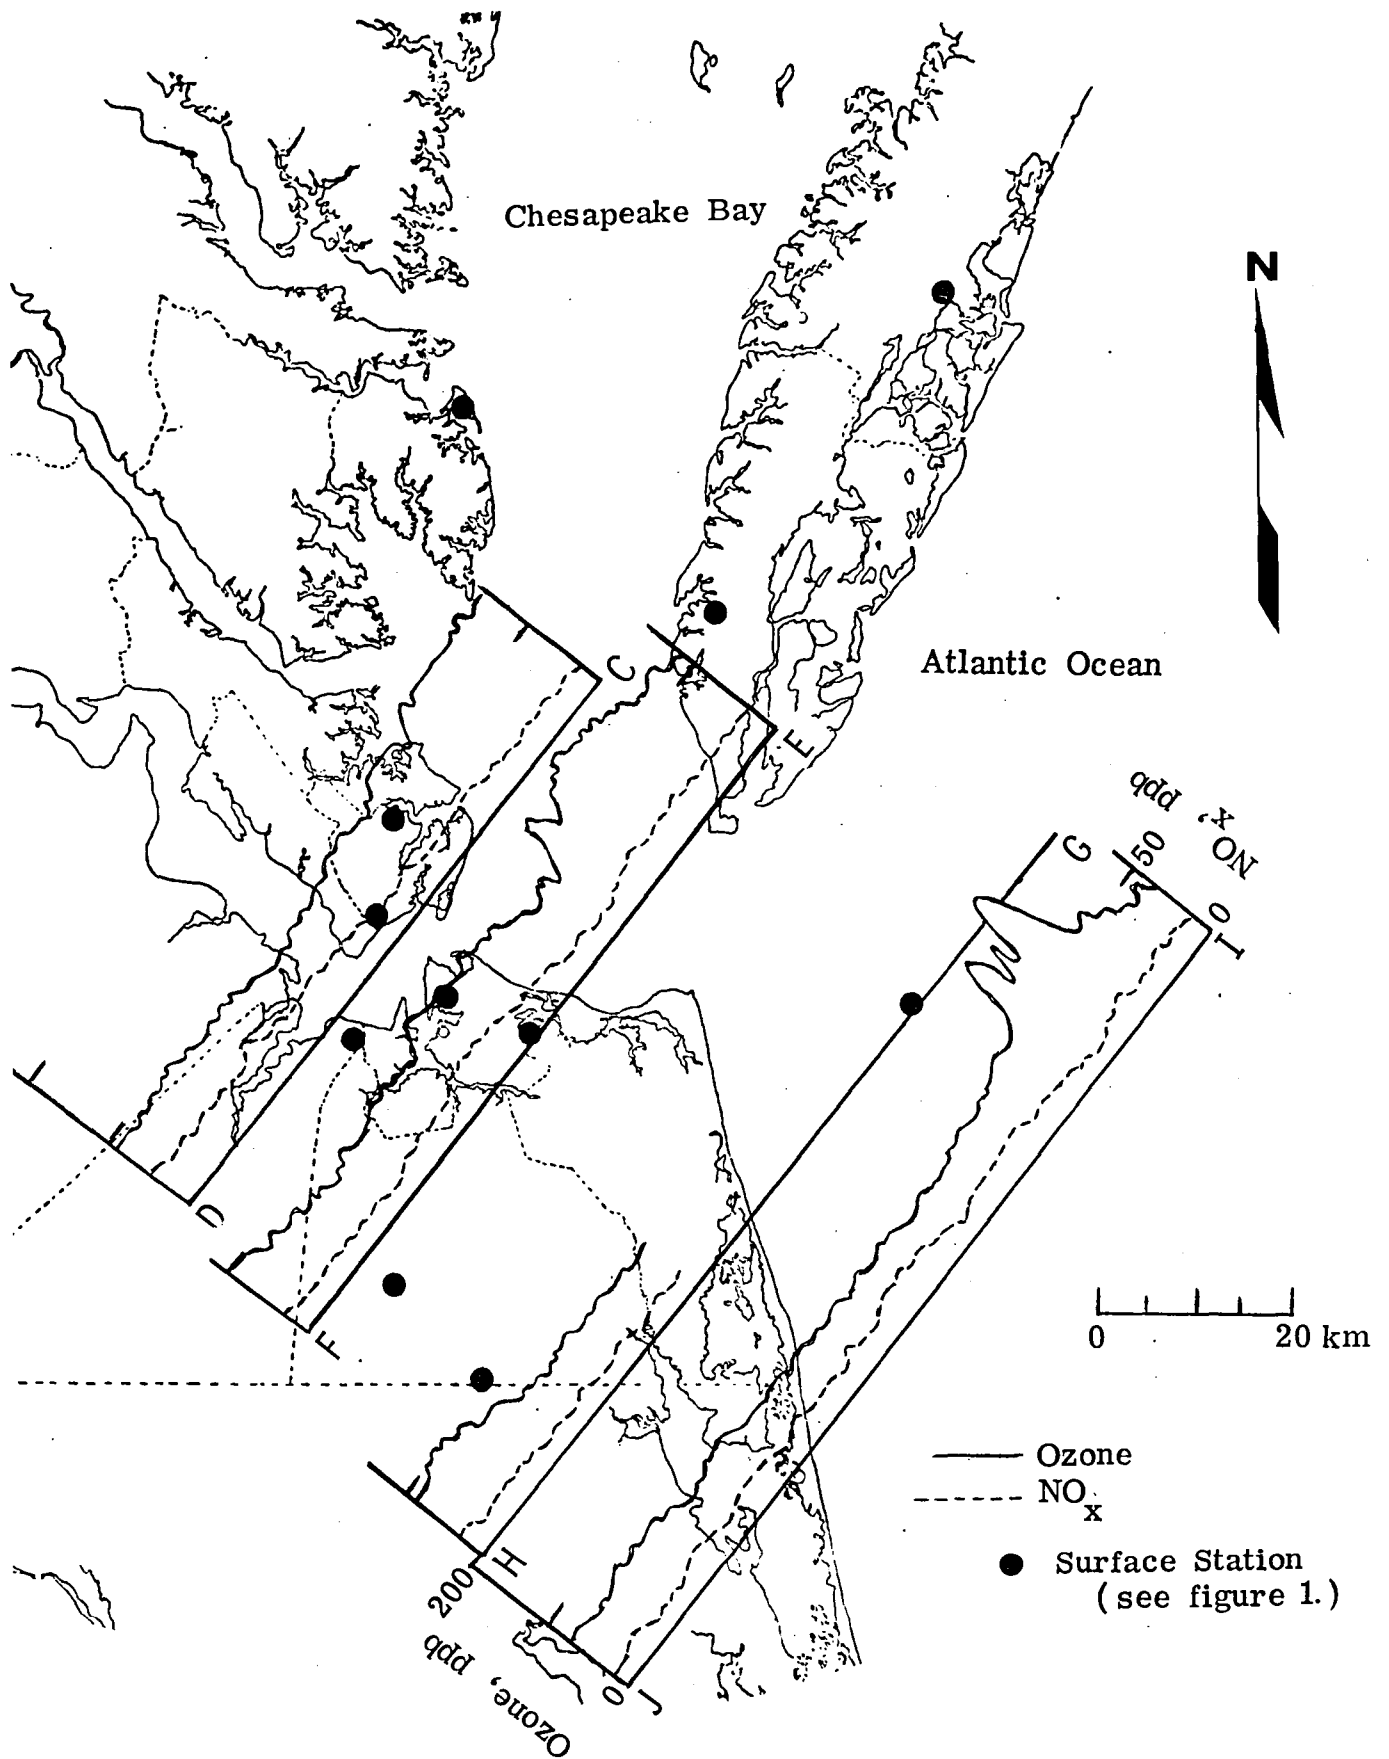 Chesapeake Bay
N
Atlantic Ocean
C
E
NOx, ppb
G
50
0
I
D
F
0
20 km
Ozone
NOx
Surface Station
(see figure 1.)
H
200
Ozone, ppb
0
J